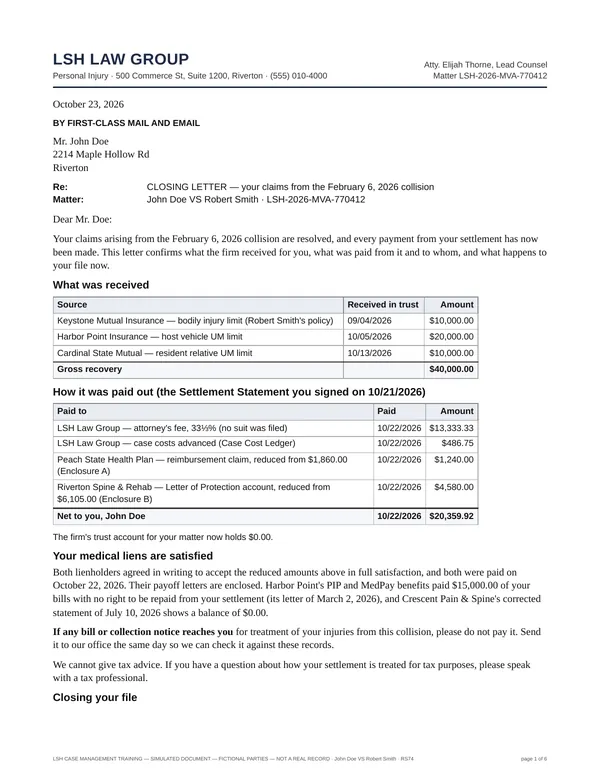 LSH LAW GROUP
Personal Injury · 500 Commerce St, Suite 1200, Riverton · (555) 010-4000
Atty. Elijah Thorne, Lead Counsel
Matter LSH-2026-MVA-770412
October 23, 2026
BY FIRST-CLASS MAIL AND EMAIL
Mr. John Doe
2214 Maple Hollow Rd
Riverton
Re: CLOSING LETTER — your claims from the February 6, 2026 collision
Matter: John Doe VS Robert Smith · LSH-2026-MVA-770412
Dear Mr. Doe:
Your claims arising from the February 6, 2026 collision are resolved, and every payment from your settlement has now
been made. This letter confirms what the firm received for you, what was paid from it and to whom, and what happens to
your file now.
What was received
Source Received in trust Amount
Keystone Mutual Insurance — bodily injury limit (Robert Smith's policy) 09/04/2026 $10,000.00
Harbor Point Insurance — host vehicle UM limit 10/05/2026 $20,000.00
Cardinal State Mutual — resident relative UM limit 10/13/2026 $10,000.00
Gross recovery $40,000.00
How it was paid out (the Settlement Statement you signed on 10/21/2026)
Paid to Paid Amount
LSH Law Group — attorney's fee, 33⅓% (no suit was filed) 10/22/2026 $13,333.33
LSH Law Group — case costs advanced (Case Cost Ledger) 10/22/2026 $486.75
Peach State Health Plan — reimbursement claim, reduced from $1,860.00 10/22/2026 $1,240.00
(Enclosure A)
Riverton Spine & Rehab — Letter of Protection account, reduced from 10/22/2026 $4,580.00
$6,105.00 (Enclosure B)
Net to you, John Doe 10/22/2026 $20,359.92
The firm's trust account for your matter now holds $0.00.
Your medical liens are satisfied
Both lienholders agreed in writing to accept the reduced amounts above in full satisfaction, and both were paid on
October 22, 2026. Their payoff letters are enclosed. Harbor Point's PIP and MedPay benefits paid $15,000.00 of your
bills with no right to be repaid from your settlement (its letter of March 2, 2026), and Crescent Pain & Spine's corrected
statement of July 10, 2026 shows a balance of $0.00.
If any bill or collection notice reaches you for treatment of your injuries from this collision, please do not pay it. Send
it to our office the same day so we can check it against these records.
We cannot give tax advice. If you have a question about how your settlement is treated for tax purposes, please speak
with a tax professional.
Closing your file
LSH CASE MANAGEMENT TRAINING — SIMULATED DOCUMENT — FICTIONAL PARTIES — NOT A REAL RECORD · John Doe VS Robert Smith · RS74
page 1 of 6